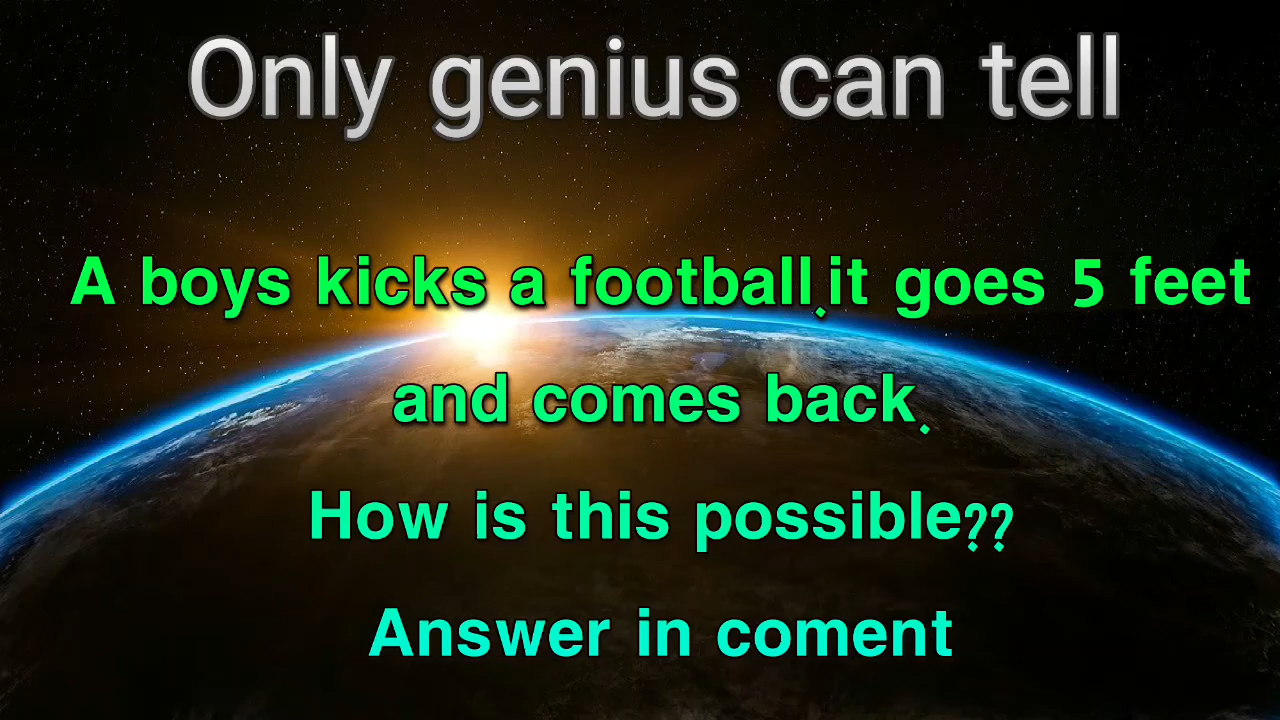 Only genius can tell
A boys kicks a football.it goes 5 feet
and comes back.
How is this possible??
Answer in coment